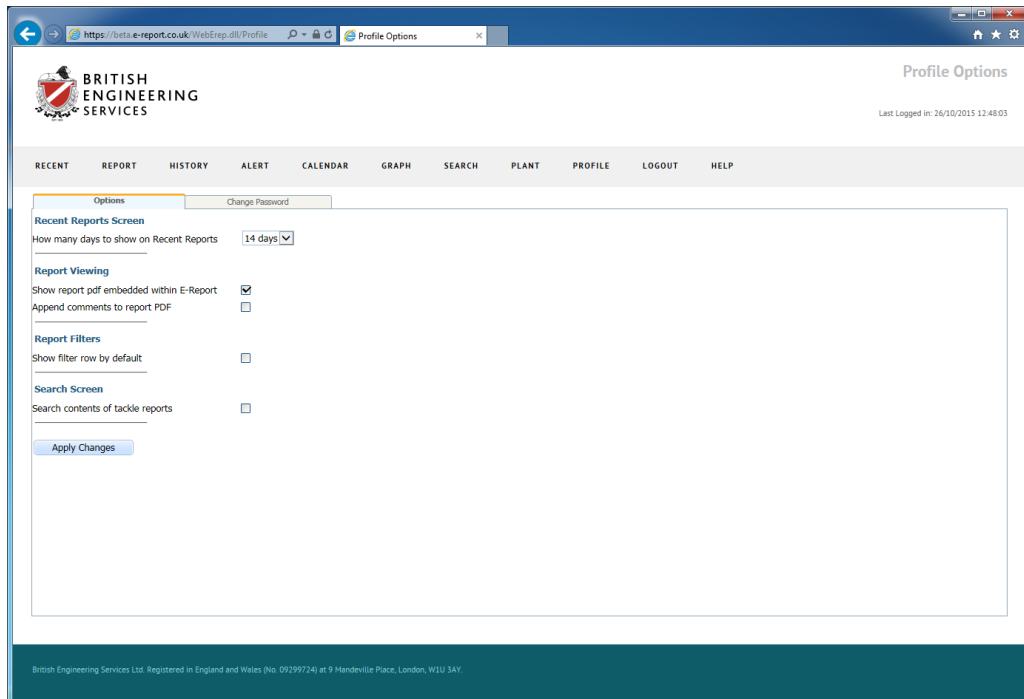 https://beta.e-report.co.uk/WebErep.dll/Profile
Profile Options
BRITISH
ENGINEERING
SERVICES
Profile Options
Last Logged in: 26/10/2015 12:48:03
RECENT REPORT HISTORY ALERT CALENDAR GRAPH SEARCH PLANT PROFILE LOGOUT HELP
Options Change Password
Recent Reports Screen
How many days to show on Recent Reports 14 days
Report Viewing
Show report pdf embedded within E-Report
Append comments to report PDF
Report Filters
Show filter row by default
Search Screen
Search contents of tackle reports
Apply Changes
British Engineering Services Ltd. Registered in England and Wales (No. 09299724) at 9 Mandeville Place, London, W1U 3AY.